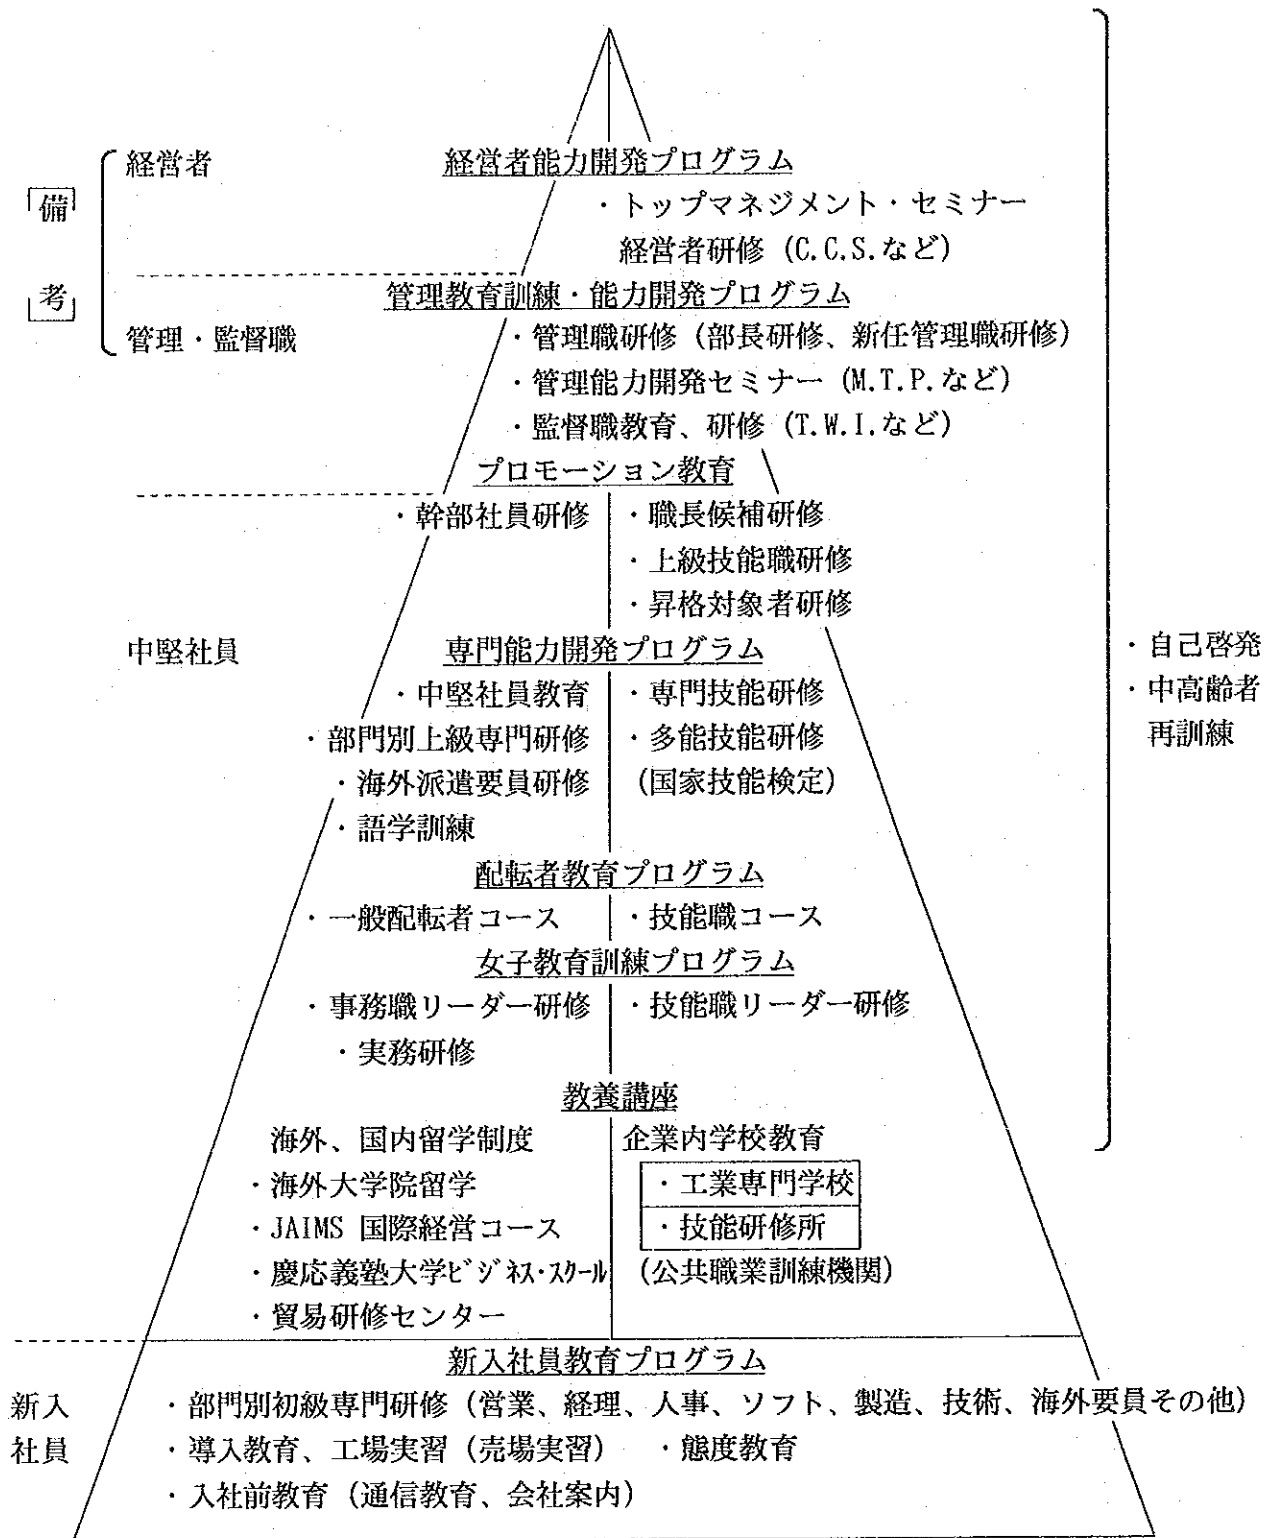 経営者 経営者能力開発プログラム
備 ・トップマネジメント・セミナー
経営者研修 (C.C.S.など)
考 管理教育訓練・能力開発プログラム
管理・監督職 ・管理職研修 (部長研修、新任管理職研修)
・管理能力開発セミナー (M.T.P.など)
・監督職教育、研修 (T.W.I.など)
プロモーション教育
・幹部社員研修 ・職長候補研修
・上級技能職研修
・昇格対象者研修
中堅社員 専門能力開発プログラム ・自己啓発
・中堅社員教育 ・専門技能研修 ・中高齢者
・部門別上級専門研修 ・多能技能研修 再訓練
・海外派遣要員研修 (国家技能検定)
・語学訓練
配転者教育プログラム
・一般配転者コース ・技能職コース
女子教育訓練プログラム
・事務職リーダー研修 ・技能職リーダー研修
・実務研修
教養講座
海外、国内留学制度 企業内学校教育
・海外大学院留学 ・工業専門学校
・JAIMS 国際経営コース ・技能研修所
・慶応義塾大学ビジネス・スクール (公共職業訓練機関)
・貿易研修センター
新入社員教育プログラム
新入 ・部門別初級専門研修 (営業、経理、人事、ソフト、製造、技術、海外要員その他)
社員 ・導入教育、工場実習 (売場実習) ・態度教育
・入社前教育 (通信教育、会社案内)